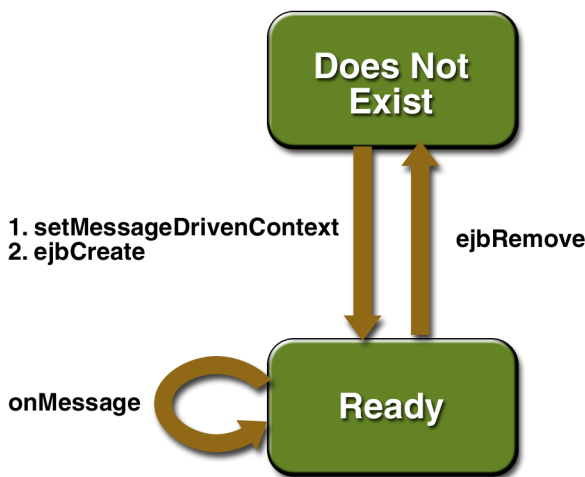 Does Not
Exist
1. setMessageDrivenContext
2. ejbCreate
ejbRemove
onMessage
Ready